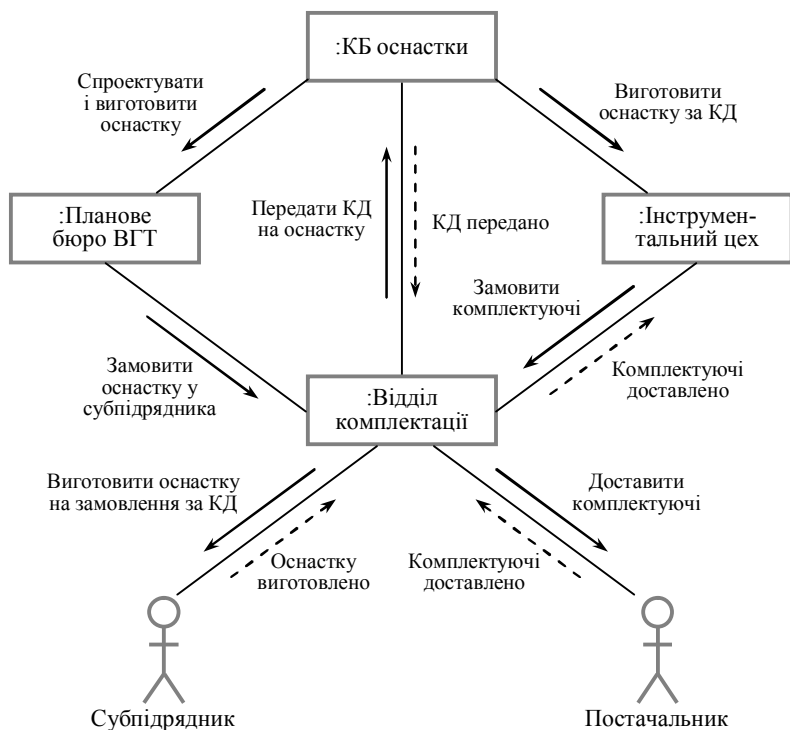 :КБ оснастки
Спроектувати
і виготовити
оснастку
Виготовити
оснастку за КД
:Планове
бюро ВГТ
Передати КД
на оснастку
КД передано
:Інструмен-
тальний цех
Замовити
комплектуючі
Замовити
оснастку у
субпідрядника
Комплектуючі
доставлено
:Відділ
комплектації
Виготовити оснастку
на замовлення за КД
Доставити
комплектуючі
Оснастку
виготовлено
Комплектуючі
доставлено
Субпідрядник
Постачальник